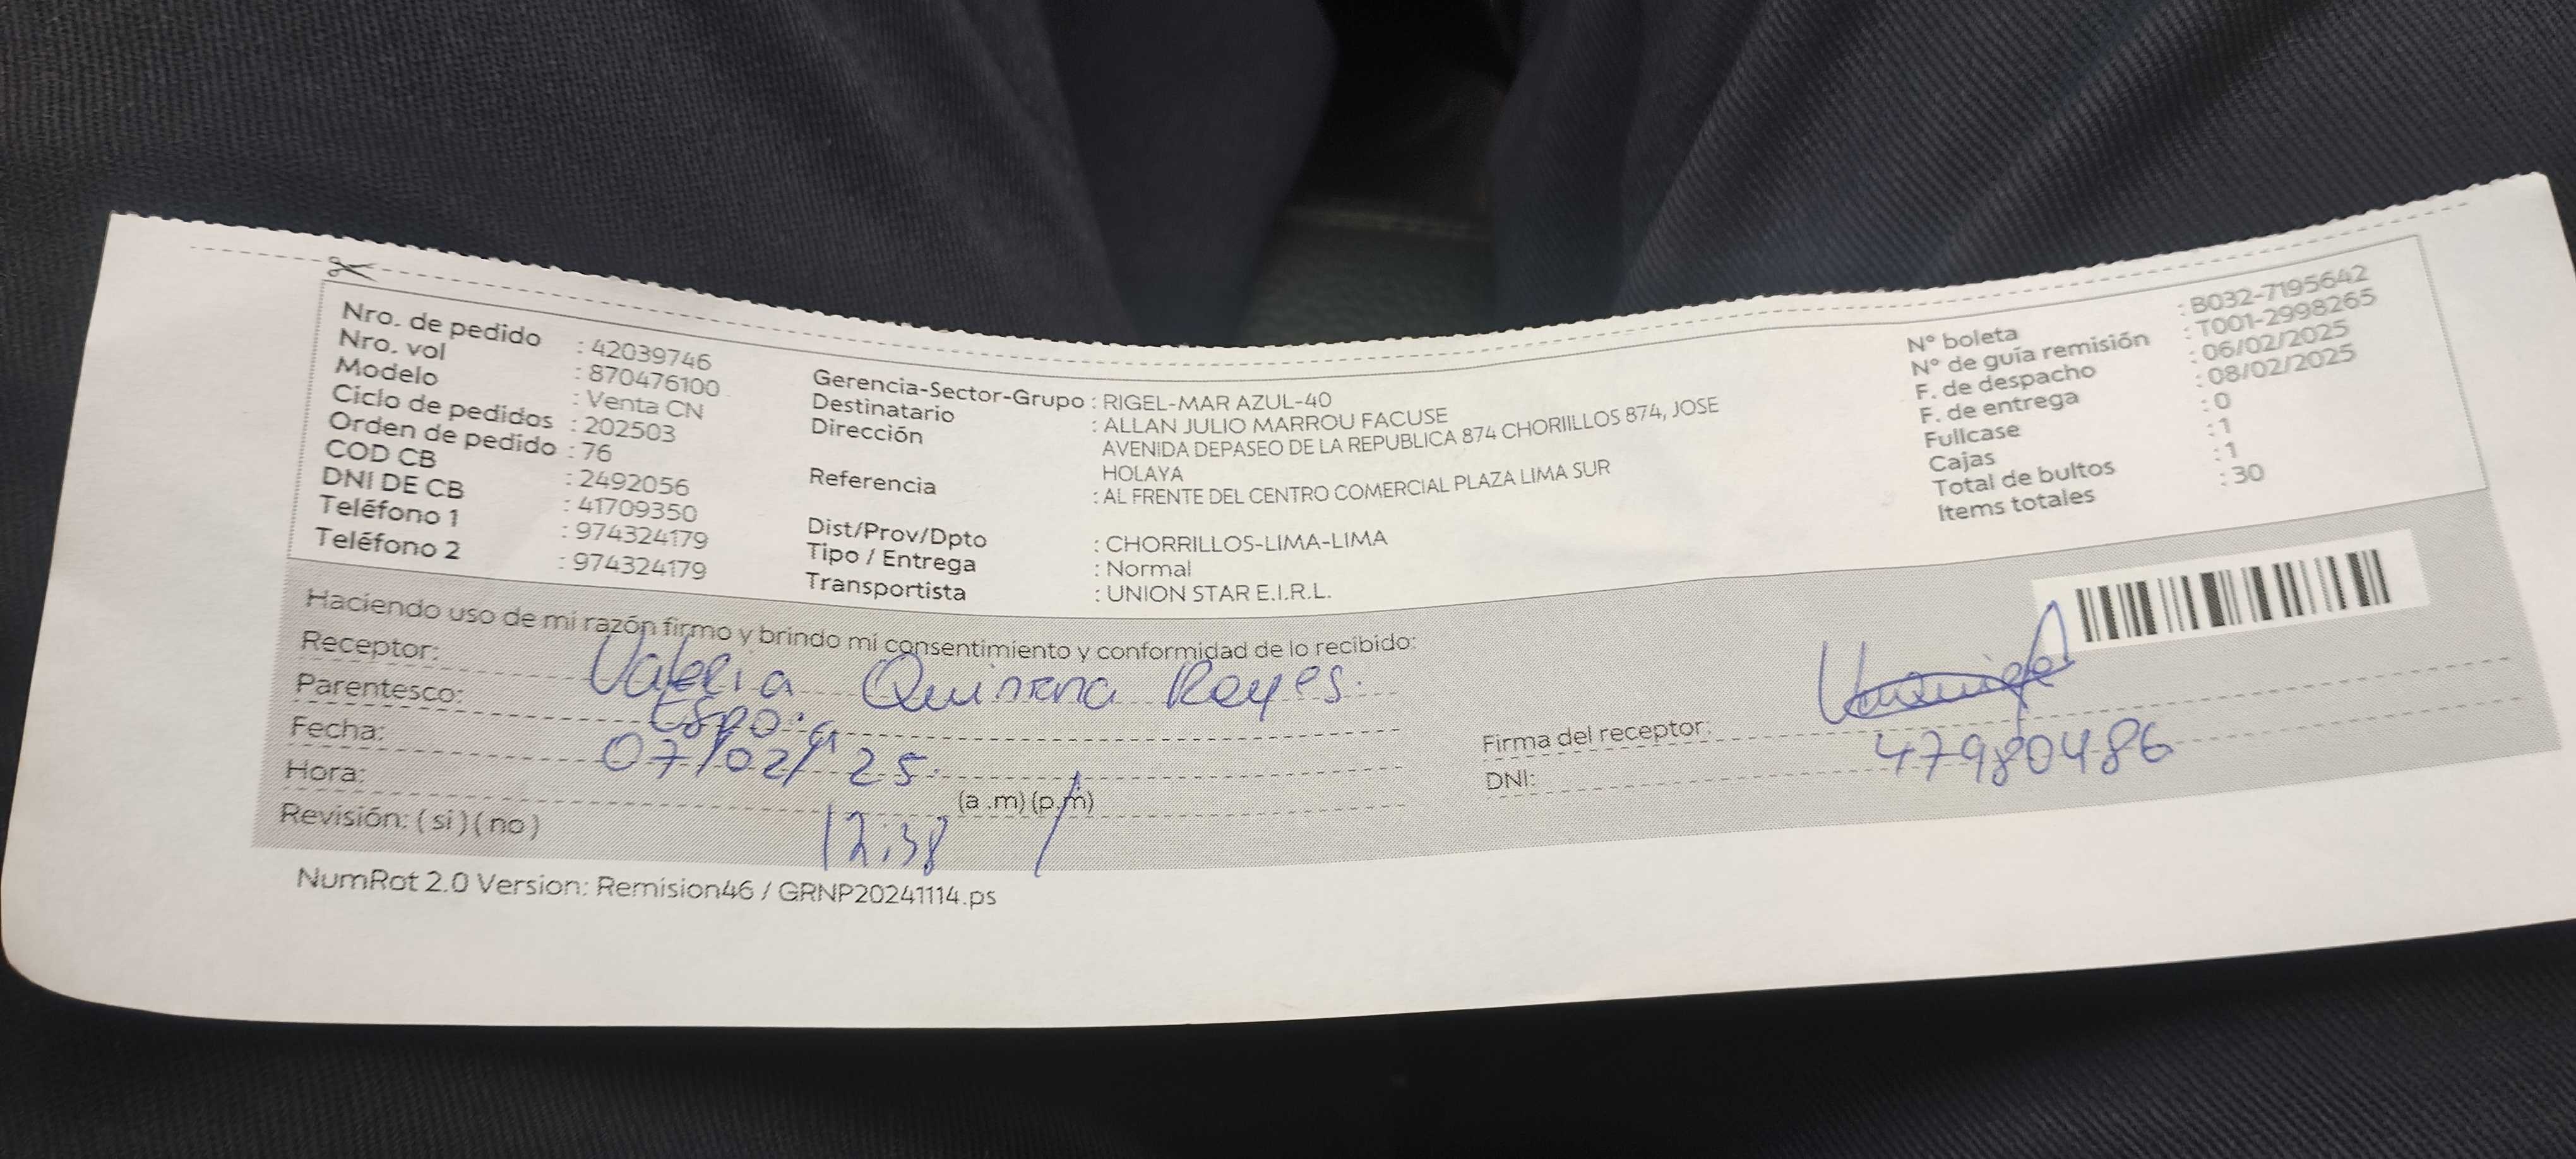 Nro. de pedido : 42039746
Nro. vol : 870476100
Modelo : Venta CN
Ciclo de pedidos : 202503
Orden de pedido : 76
COD CB : 2492056
DNI DE CB : 41709350
Teléfono 1 : 974324179
Teléfono 2 : 974324179
Gerencia-Sector-Grupo : RIGEL-MAR AZUL-40
Destinatario : ALLAN JULIO MARROU FACUSE
Dirección AVENIDA DEPASEO DE LA REPUBLICA 874 CHORIILLOS 874, JOSE
HOLAYA
Referencia : AL FRENTE DEL CENTRO COMERCIAL PLAZA LIMA SUR
Dist/Prov/Dpto : CHORRILLOS-LIMA-LIMA
Tipo / Entrega : Normal
Transportista : UNION STAR E.I.R.L.
N° boleta : B032-7195642
N° de guía remisión : T001-2998265
F. de despacho : 06/02/2025
F. de entrega : 08/02/2025
Fullcase : 0
Cajas : 1
Total de bultos : 1
Items totales : 30
Haciendo uso de mi razón firmo y brindo mi consentimiento y conformidad de lo recibido:
Receptor: Valeria Quintana Reyes.
Parentesco: Esposa
Fecha: 07/02/25.
Hora: 12:38 (a .m) (p.m)
Revisión: ( si ) ( no )
Firma del receptor:
DNI: 47980486
NumRot 2.0 Version: Remision46 / GRNP20241114.ps